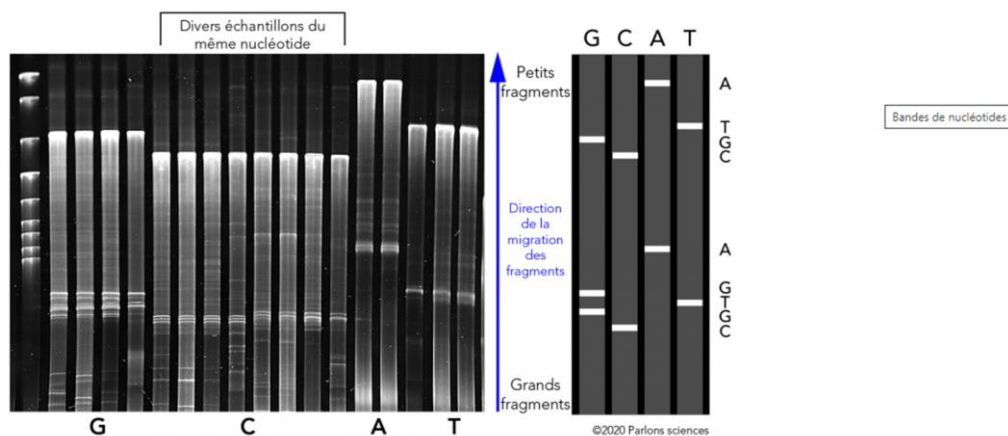 Divers échantillons du
même nucléotide
G
C
A
T
Petits
fragments
Direction
de la
migration
des
fragments
Grands
fragments
G C A T
A
T
G
C
A
G
T
G
C
©2020 Parlons sciences
Bandes de nucléotides